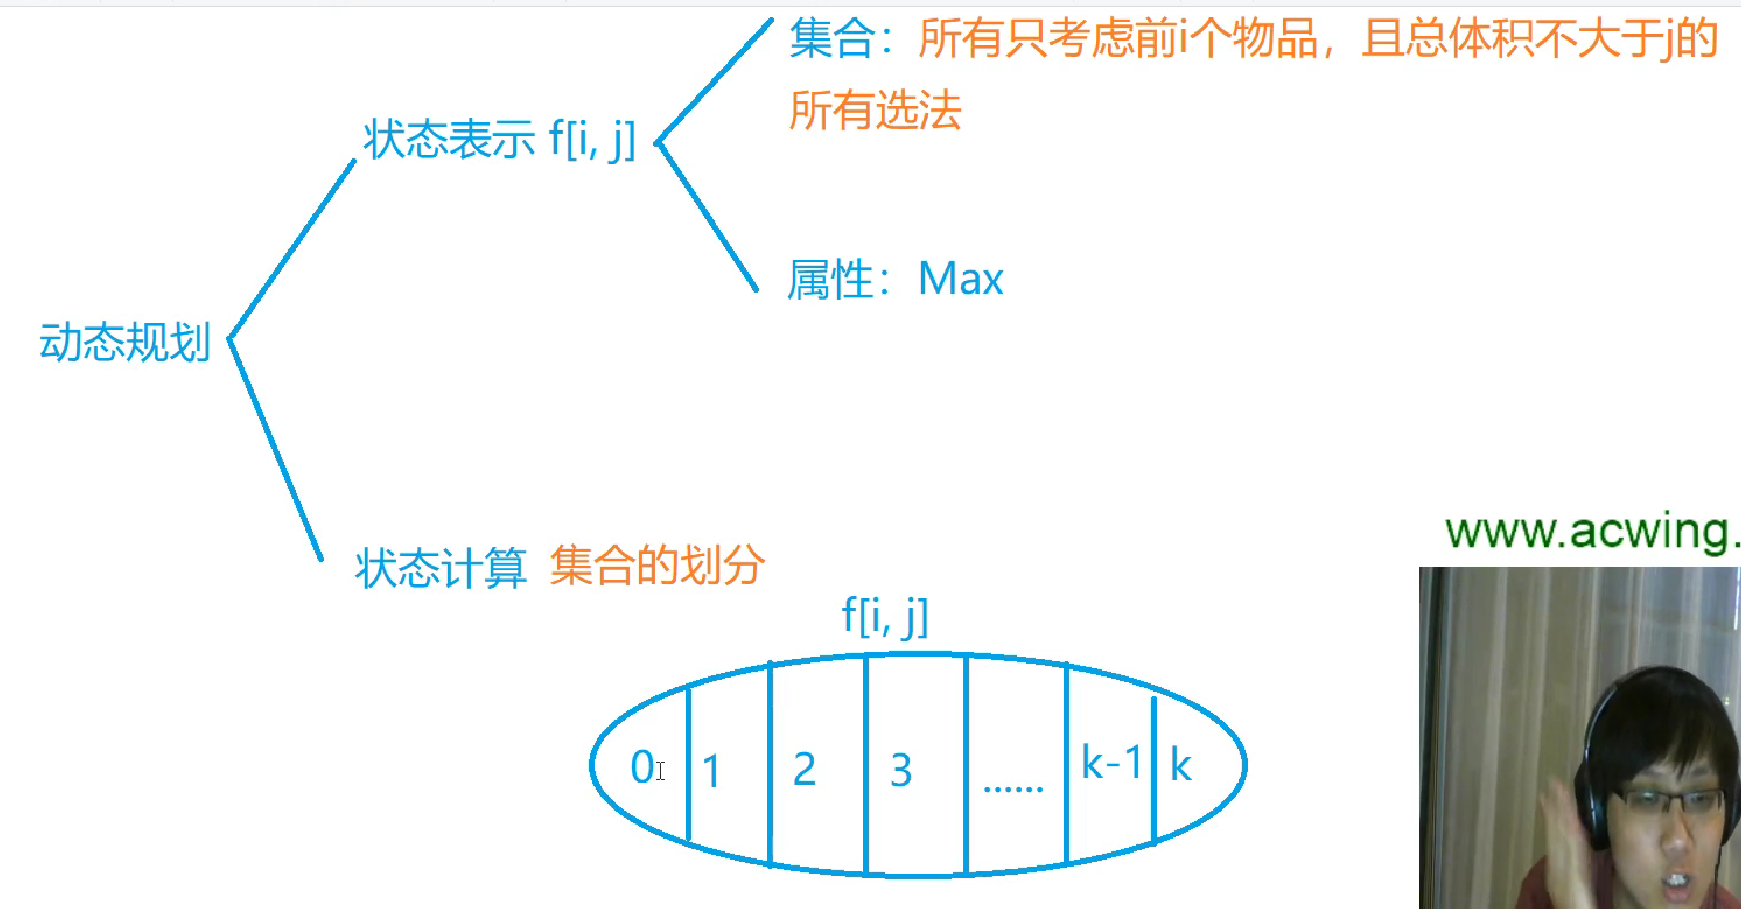 集合：所有只考虑前i个物品，且总体积不大于j的
所有选法
状态表示 f[i, j]
属性：Max
动态规划
状态计算 集合的划分
f[i, j]
0 1 2 3 ...... k-1 k
www.acwing.